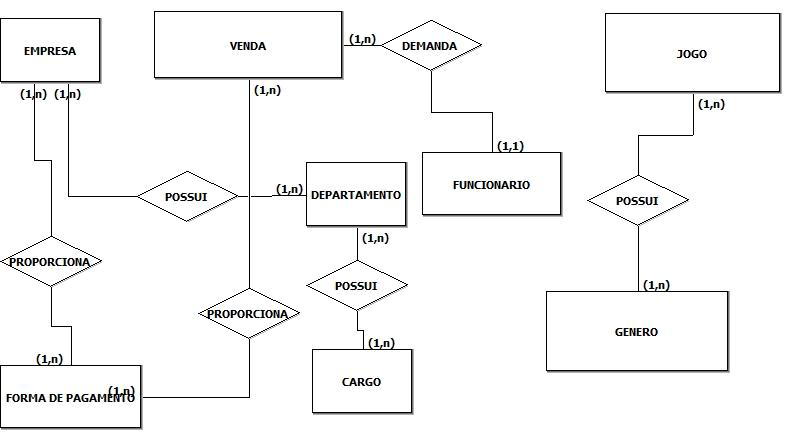 EMPRESA
VENDA
(1,n)
DEMANDA
JOGO
(1,n)
(1,n)
(1,n)
(1,n)
(1,1)
FUNCIONARIO
POSSUI
(1,n)
DEPARTAMENTO
POSSUI
(1,n)
PROPORCIONA
POSSUI
(1,n)
PROPORCIONA
GENERO
(1,n)
(1,n)
CARGO
FORMA DE PAGAMENTO
(1,n)